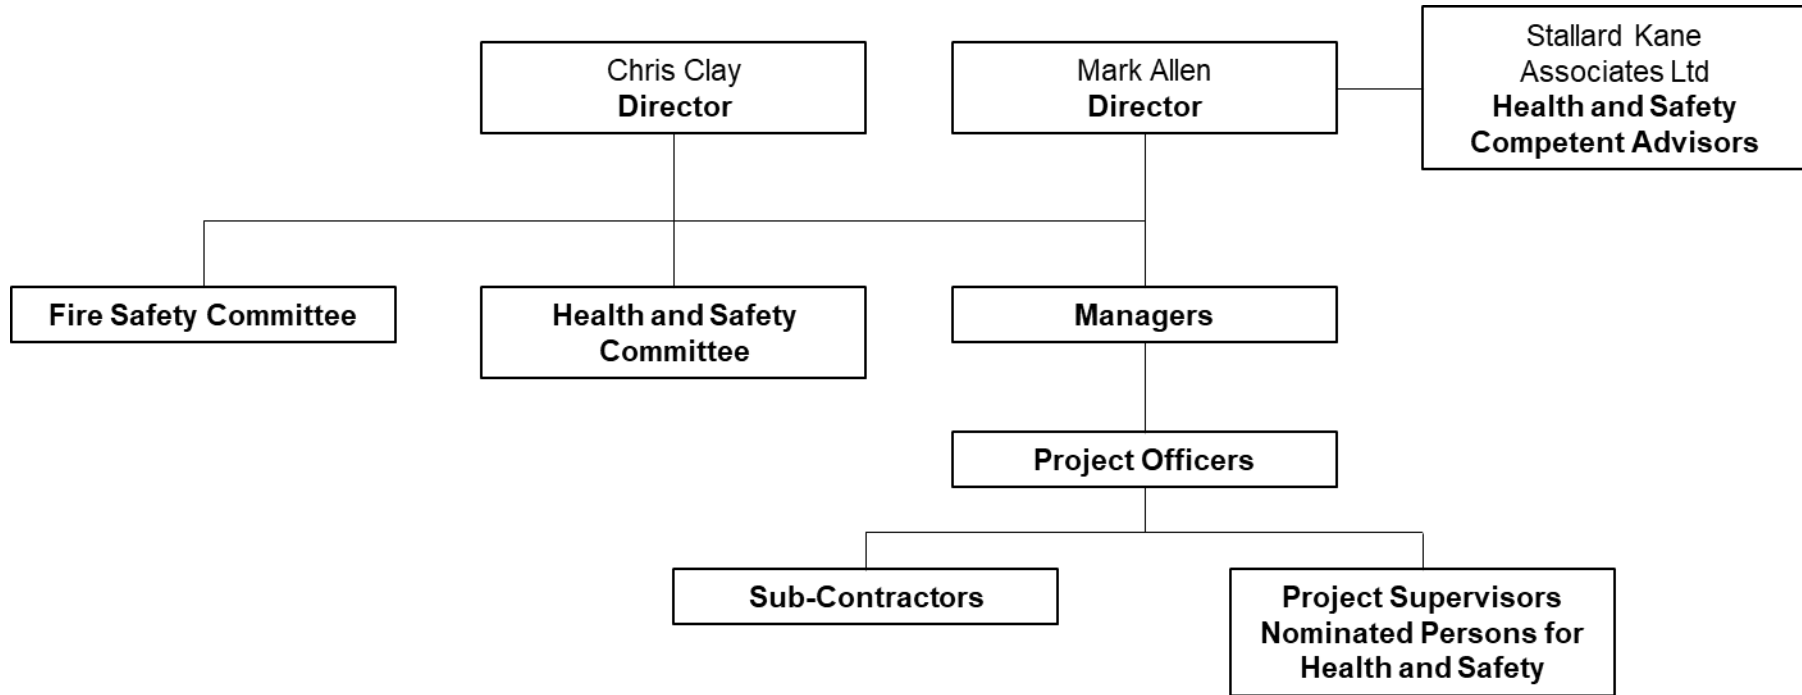 Chris Clay
Director
Mark Allen
Director
Stallard Kane
Associates Ltd
Health and Safety
Competent Advisors
Fire Safety Committee
Health and Safety
Committee
Managers
Project Officers
Sub-Contractors
Project Supervisors
Nominated Persons for
Health and Safety